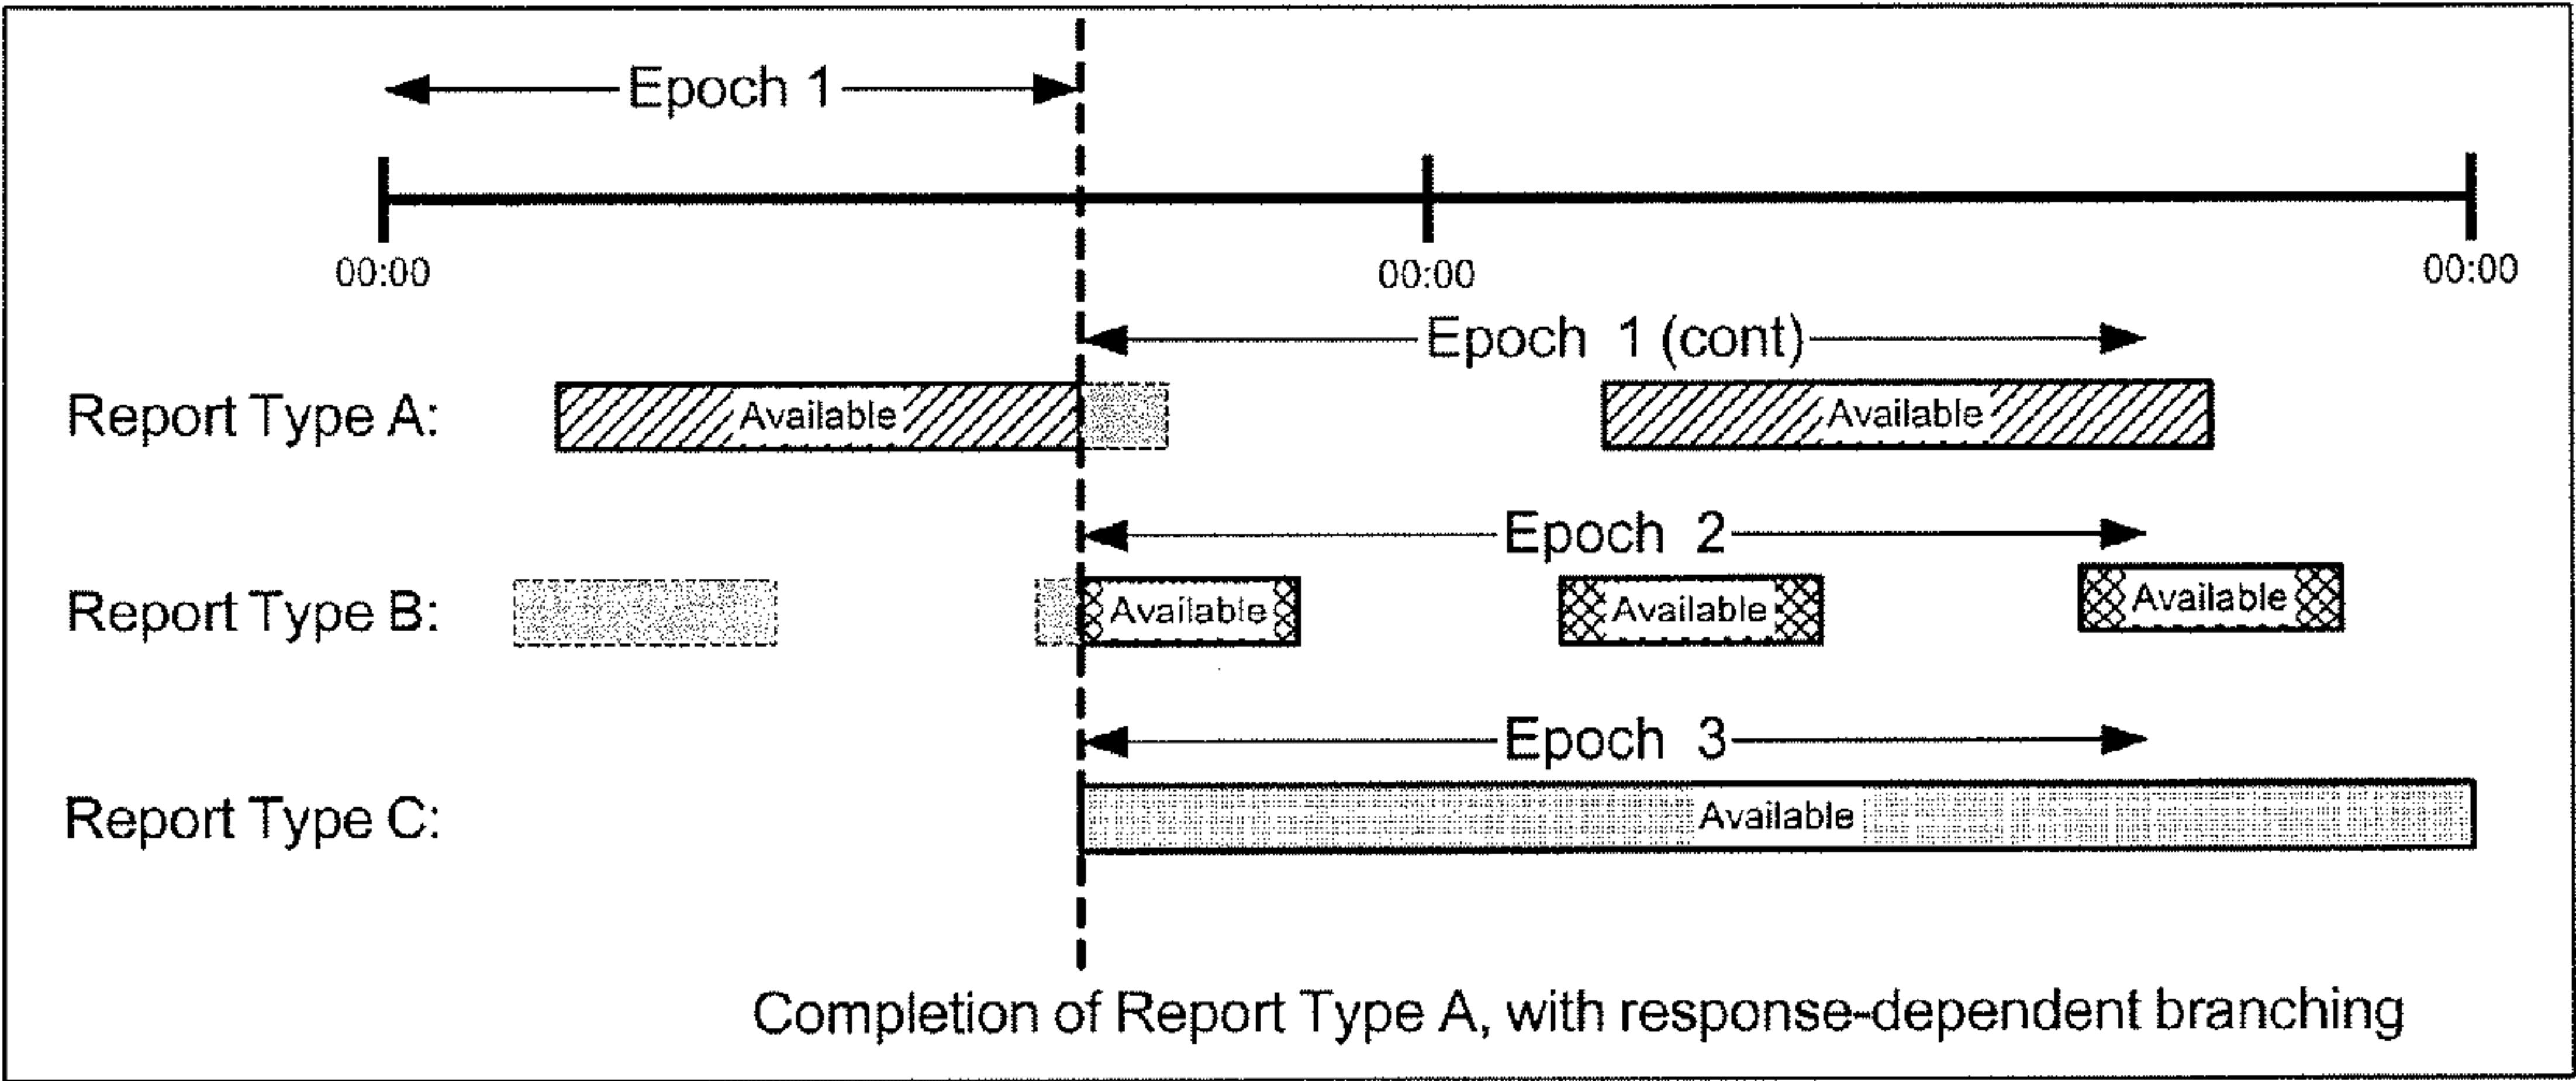 Epoch 1
00:00 00:00 00:00
Epoch 1 (cont)
Report Type A: Available Available
Epoch 2
Report Type B: Available Available Available
Epoch 3
Report Type C: Available
Completion of Report Type A, with response-dependent branching